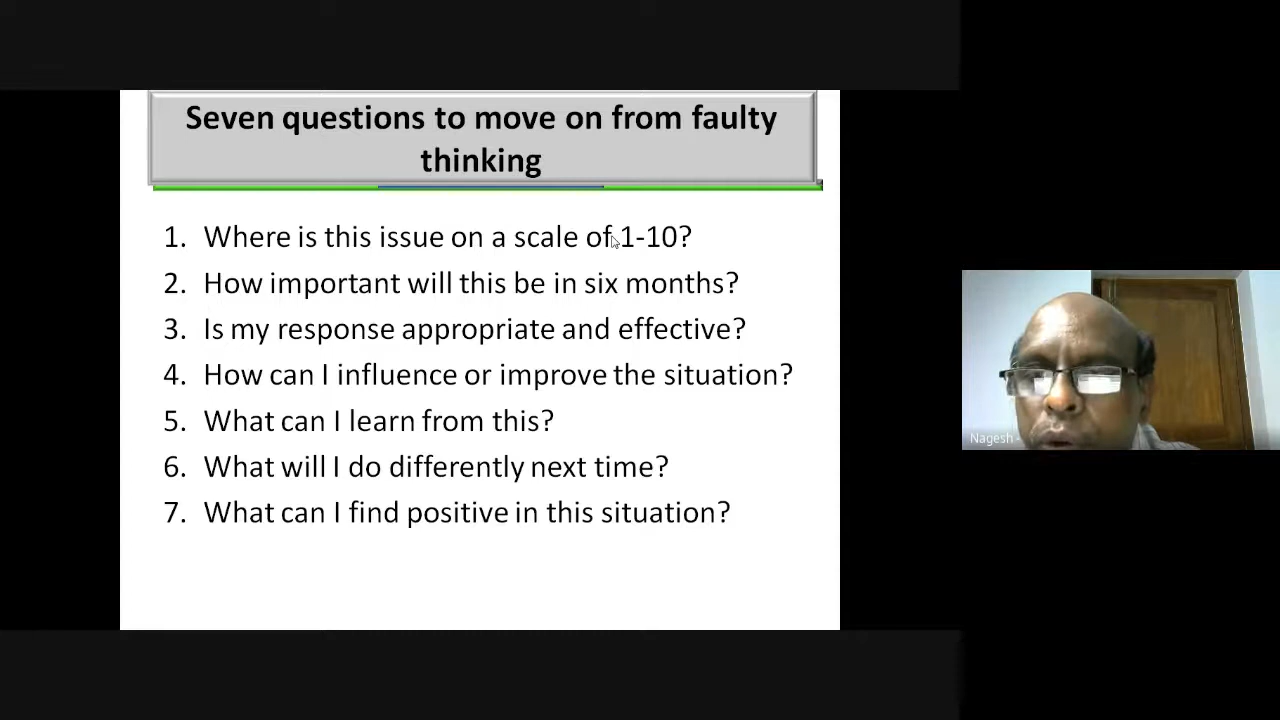 Seven questions to move on from faulty
thinking
1. Where is this issue on a scale of 1-10?
2. How important will this be in six months?
3. Is my response appropriate and effective?
4. How can I influence or improve the situation?
5. What can I learn from this?
6. What will I do differently next time?
7. What can I find positive in this situation?
Nagesh -